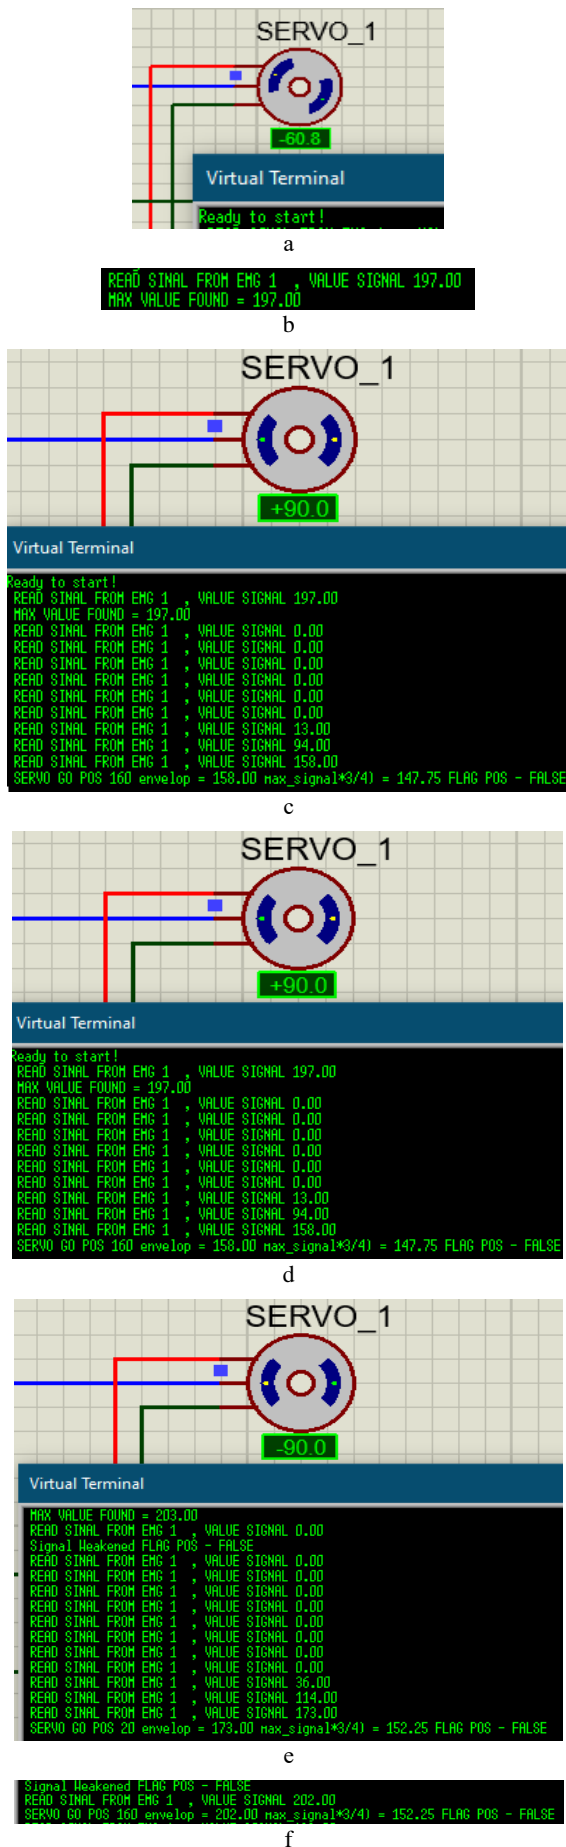 SERVO_1
-60.8
Virtual Terminal
Ready to start!
a
READ SINAL FROM EMG 1 , VALUE SIGNAL 197.00
MAX VALUE FOUND = 197.00
b
SERVO_1
+90.0
Virtual Terminal
Ready to start!
READ SINAL FROM EMG 1 , VALUE SIGNAL 197.00
MAX VALUE FOUND = 197.00
READ SINAL FROM EMG 1 , VALUE SIGNAL 0.00
READ SINAL FROM EMG 1 , VALUE SIGNAL 0.00
READ SINAL FROM EMG 1 , VALUE SIGNAL 0.00
READ SINAL FROM EMG 1 , VALUE SIGNAL 0.00
READ SINAL FROM EMG 1 , VALUE SIGNAL 0.00
READ SINAL FROM EMG 1 , VALUE SIGNAL 0.00
READ SINAL FROM EMG 1 , VALUE SIGNAL 13.00
READ SINAL FROM EMG 1 , VALUE SIGNAL 94.00
READ SINAL FROM EMG 1 , VALUE SIGNAL 158.00
SERVO GO POS 160 envelop = 158.00 max_signal*3/4) = 147.75 FLAG POS - FALSE
c
SERVO_1
+90.0
Virtual Terminal
Ready to start!
READ SINAL FROM EMG 1 , VALUE SIGNAL 197.00
MAX VALUE FOUND = 197.00
READ SINAL FROM EMG 1 , VALUE SIGNAL 0.00
READ SINAL FROM EMG 1 , VALUE SIGNAL 0.00
READ SINAL FROM EMG 1 , VALUE SIGNAL 0.00
READ SINAL FROM EMG 1 , VALUE SIGNAL 0.00
READ SINAL FROM EMG 1 , VALUE SIGNAL 0.00
READ SINAL FROM EMG 1 , VALUE SIGNAL 0.00
READ SINAL FROM EMG 1 , VALUE SIGNAL 13.00
READ SINAL FROM EMG 1 , VALUE SIGNAL 94.00
READ SINAL FROM EMG 1 , VALUE SIGNAL 158.00
SERVO GO POS 160 envelop = 158.00 max_signal*3/4) = 147.75 FLAG POS - FALSE
d
SERVO_1
-90.0
Virtual Terminal
MAX VALUE FOUND = 203.00
READ SINAL FROM EMG 1 , VALUE SIGNAL 0.00
Signal Weakened FLAG POS - FALSE
READ SINAL FROM EMG 1 , VALUE SIGNAL 0.00
READ SINAL FROM EMG 1 , VALUE SIGNAL 0.00
READ SINAL FROM EMG 1 , VALUE SIGNAL 0.00
READ SINAL FROM EMG 1 , VALUE SIGNAL 0.00
READ SINAL FROM EMG 1 , VALUE SIGNAL 0.00
READ SINAL FROM EMG 1 , VALUE SIGNAL 0.00
READ SINAL FROM EMG 1 , VALUE SIGNAL 0.00
READ SINAL FROM EMG 1 , VALUE SIGNAL 0.00
READ SINAL FROM EMG 1 , VALUE SIGNAL 36.00
READ SINAL FROM EMG 1 , VALUE SIGNAL 114.00
READ SINAL FROM EMG 1 , VALUE SIGNAL 173.00
SERVO GO POS 20 envelop = 173.00 max_signal*3/4) = 152.25 FLAG POS - FALSE
e
Signal Weakened FLAG POS - FALSE
READ SINAL FROM EMG 1 , VALUE SIGNAL 202.00
SERVO GO POS 160 envelop = 202.00 max_signal*3/4) = 152.25 FLAG POS - FALSE
f